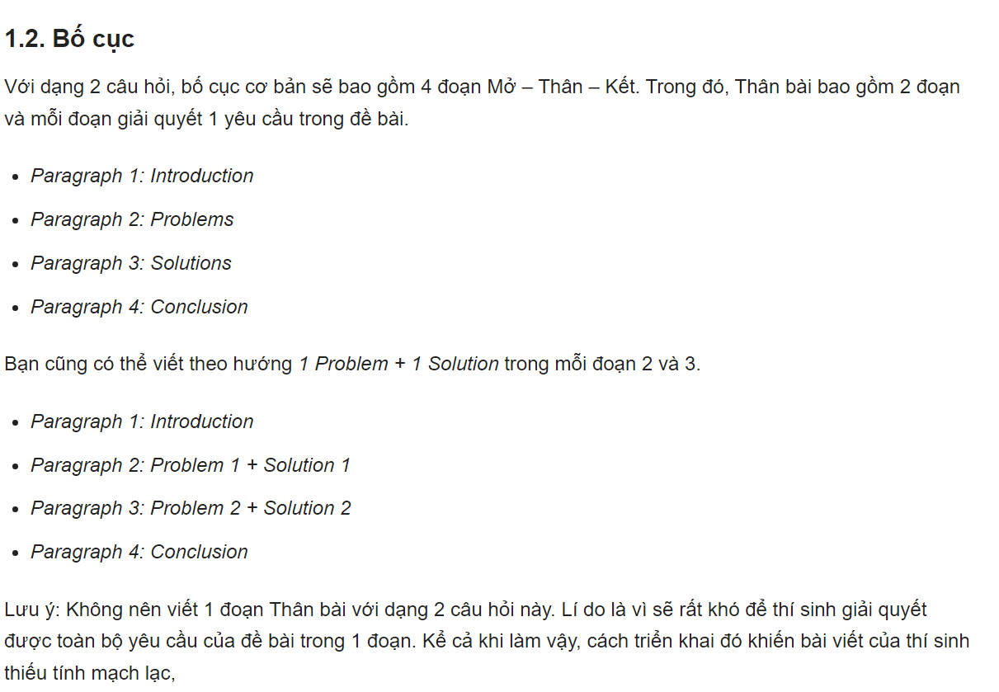 1.2. Bố cục
Với dạng 2 câu hỏi, bố cục cơ bản sẽ bao gồm 4 đoạn Mở – Thân – Kết. Trong đó, Thân bài bao gồm 2 đoạn
và mỗi đoạn giải quyết 1 yêu cầu trong đề bài.
• Paragraph 1: Introduction
• Paragraph 2: Problems
• Paragraph 3: Solutions
• Paragraph 4: Conclusion
Bạn cũng có thể viết theo hướng 1 Problem + 1 Solution trong mỗi đoạn 2 và 3.
• Paragraph 1: Introduction
• Paragraph 2: Problem 1 + Solution 1
• Paragraph 3: Problem 2 + Solution 2
• Paragraph 4: Conclusion
Lưu ý: Không nên viết 1 đoạn Thân bài với dạng 2 câu hỏi này. Lí do là vì sẽ rất khó để thí sinh giải quyết
được toàn bộ yêu cầu của đề bài trong 1 đoạn. Kể cả khi làm vậy, cách triển khai đó khiến bài viết của thí sinh
thiếu tính mạch lạc,